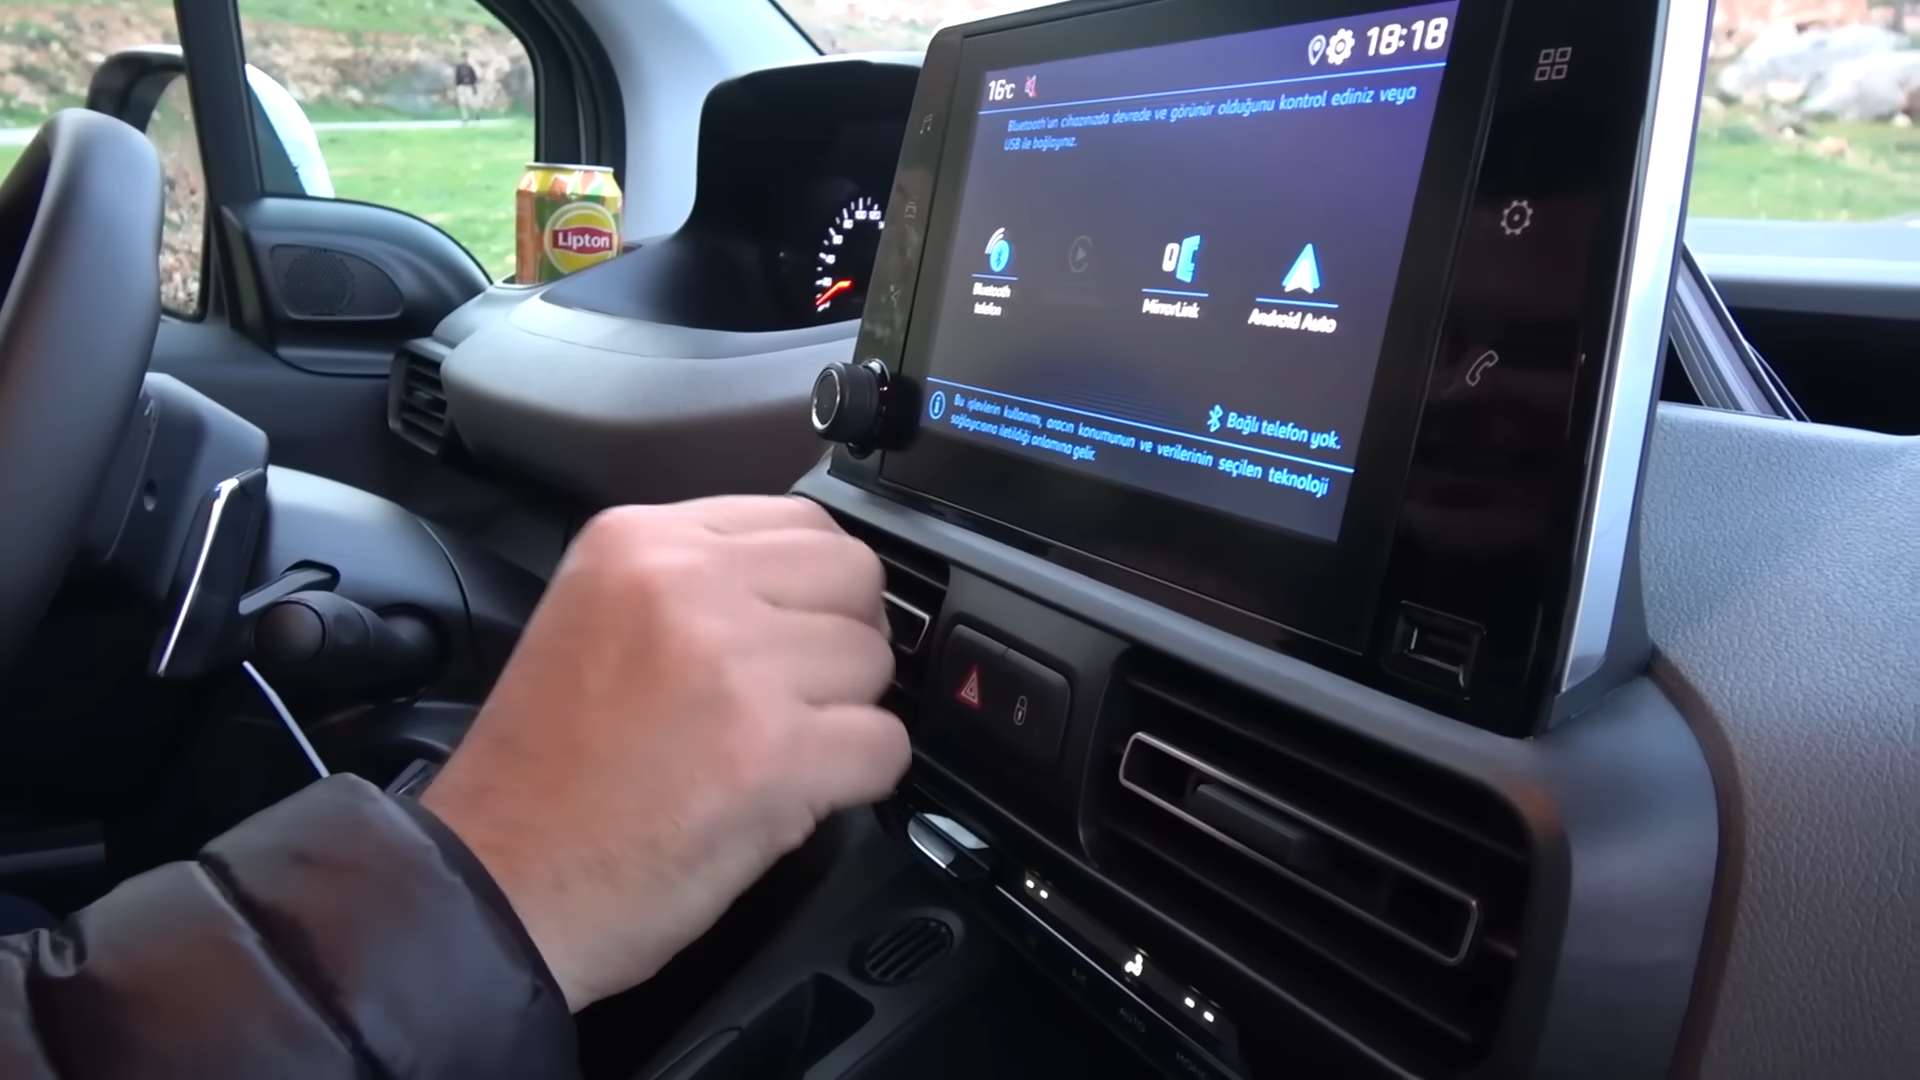 18:18
16°C
Bluetooth'un cihazınızda devrede ve görünür olduğunu kontrol ediniz veya
USB ile bağlayınız.
Lipton
Bluetooth
telefon
MirrorLink
Android Auto
Bağlı telefon yok.
Bu işlevlerin kullanımı, aracın konumunun ve verilerinin seçilen teknoloji
sağlayıcısına iletildiği anlamına gelir.
AUTO